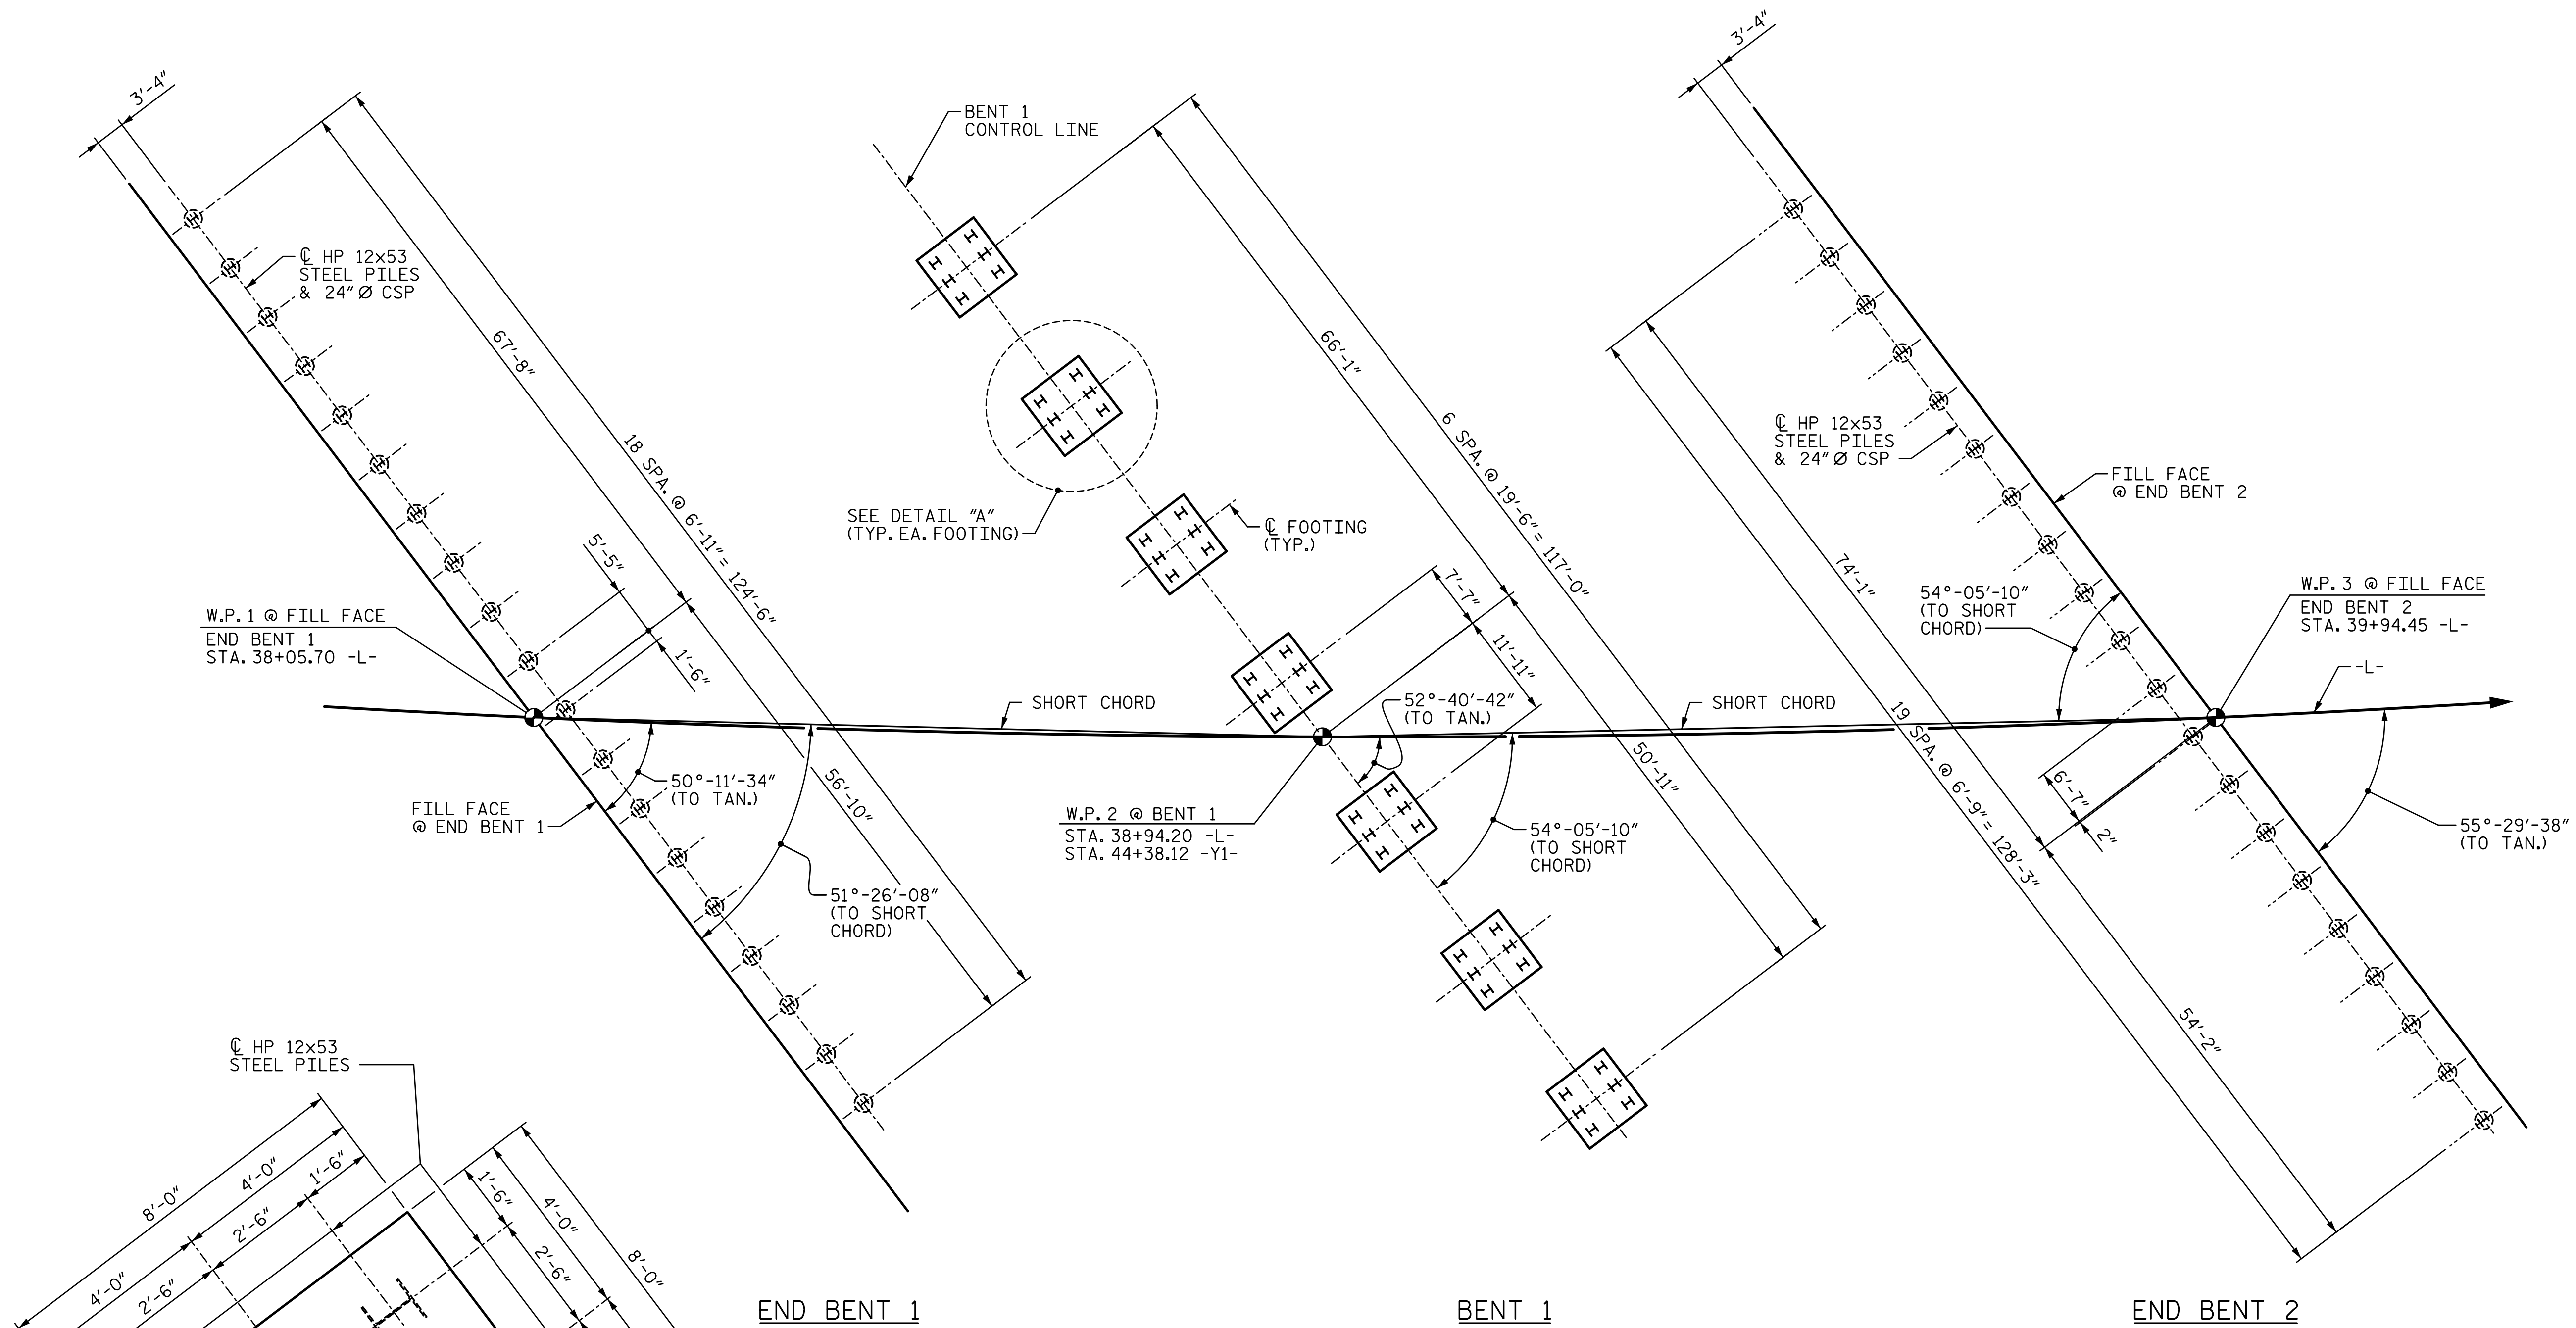 3'-4"
℄ HP 12x53
STEEL PILES
& 24"Ø CSP
67'-8"
18 SPA. @ 6'-11"= 124'-6"
5'-5"
1'-6"
W.P. 1 @ FILL FACE
END BENT 1
STA. 38+05.70 -L-
FILL FACE
@ END BENT 1
50°-11'-34"
(TO TAN.)
56'-10"
51°-26'-08"
(TO SHORT
CHORD)
SHORT CHORD
BENT 1
CONTROL LINE
SEE DETAIL "A"
(TYP. EA. FOOTING)
℄ FOOTING
(TYP.)
66'-1"
6 SPA. @ 19'-6"= 117'-0"
7'-7"
11'-11"
52°-40'-42"
(TO TAN.)
W.P. 2 @ BENT 1
STA. 38+94.20 -L-
STA. 44+38.12 -Y1-
54°-05'-10"
(TO SHORT
CHORD)
50'-11"
SHORT CHORD
3'-4"
℄ HP 12x53
STEEL PILES
& 24"Ø CSP
FILL FACE
@ END BENT 2
74'-1"
19 SPA. @ 6'-9"= 128'-3"
54°-05'-10"
(TO SHORT
CHORD)
W.P. 3 @ FILL FACE
END BENT 2
STA. 39+94.45 -L-
-L-
6'-7"
2"
55°-29'-38"
(TO TAN.)
54'-2"
℄ HP 12x53
STEEL PILES
8'-0"
4'-0"
1'-6"
2'-6"
4'-0"
2'-6"
1'-6"
4'-0"
8'-0"
2'-6"
END BENT 1
BENT 1
END BENT 2